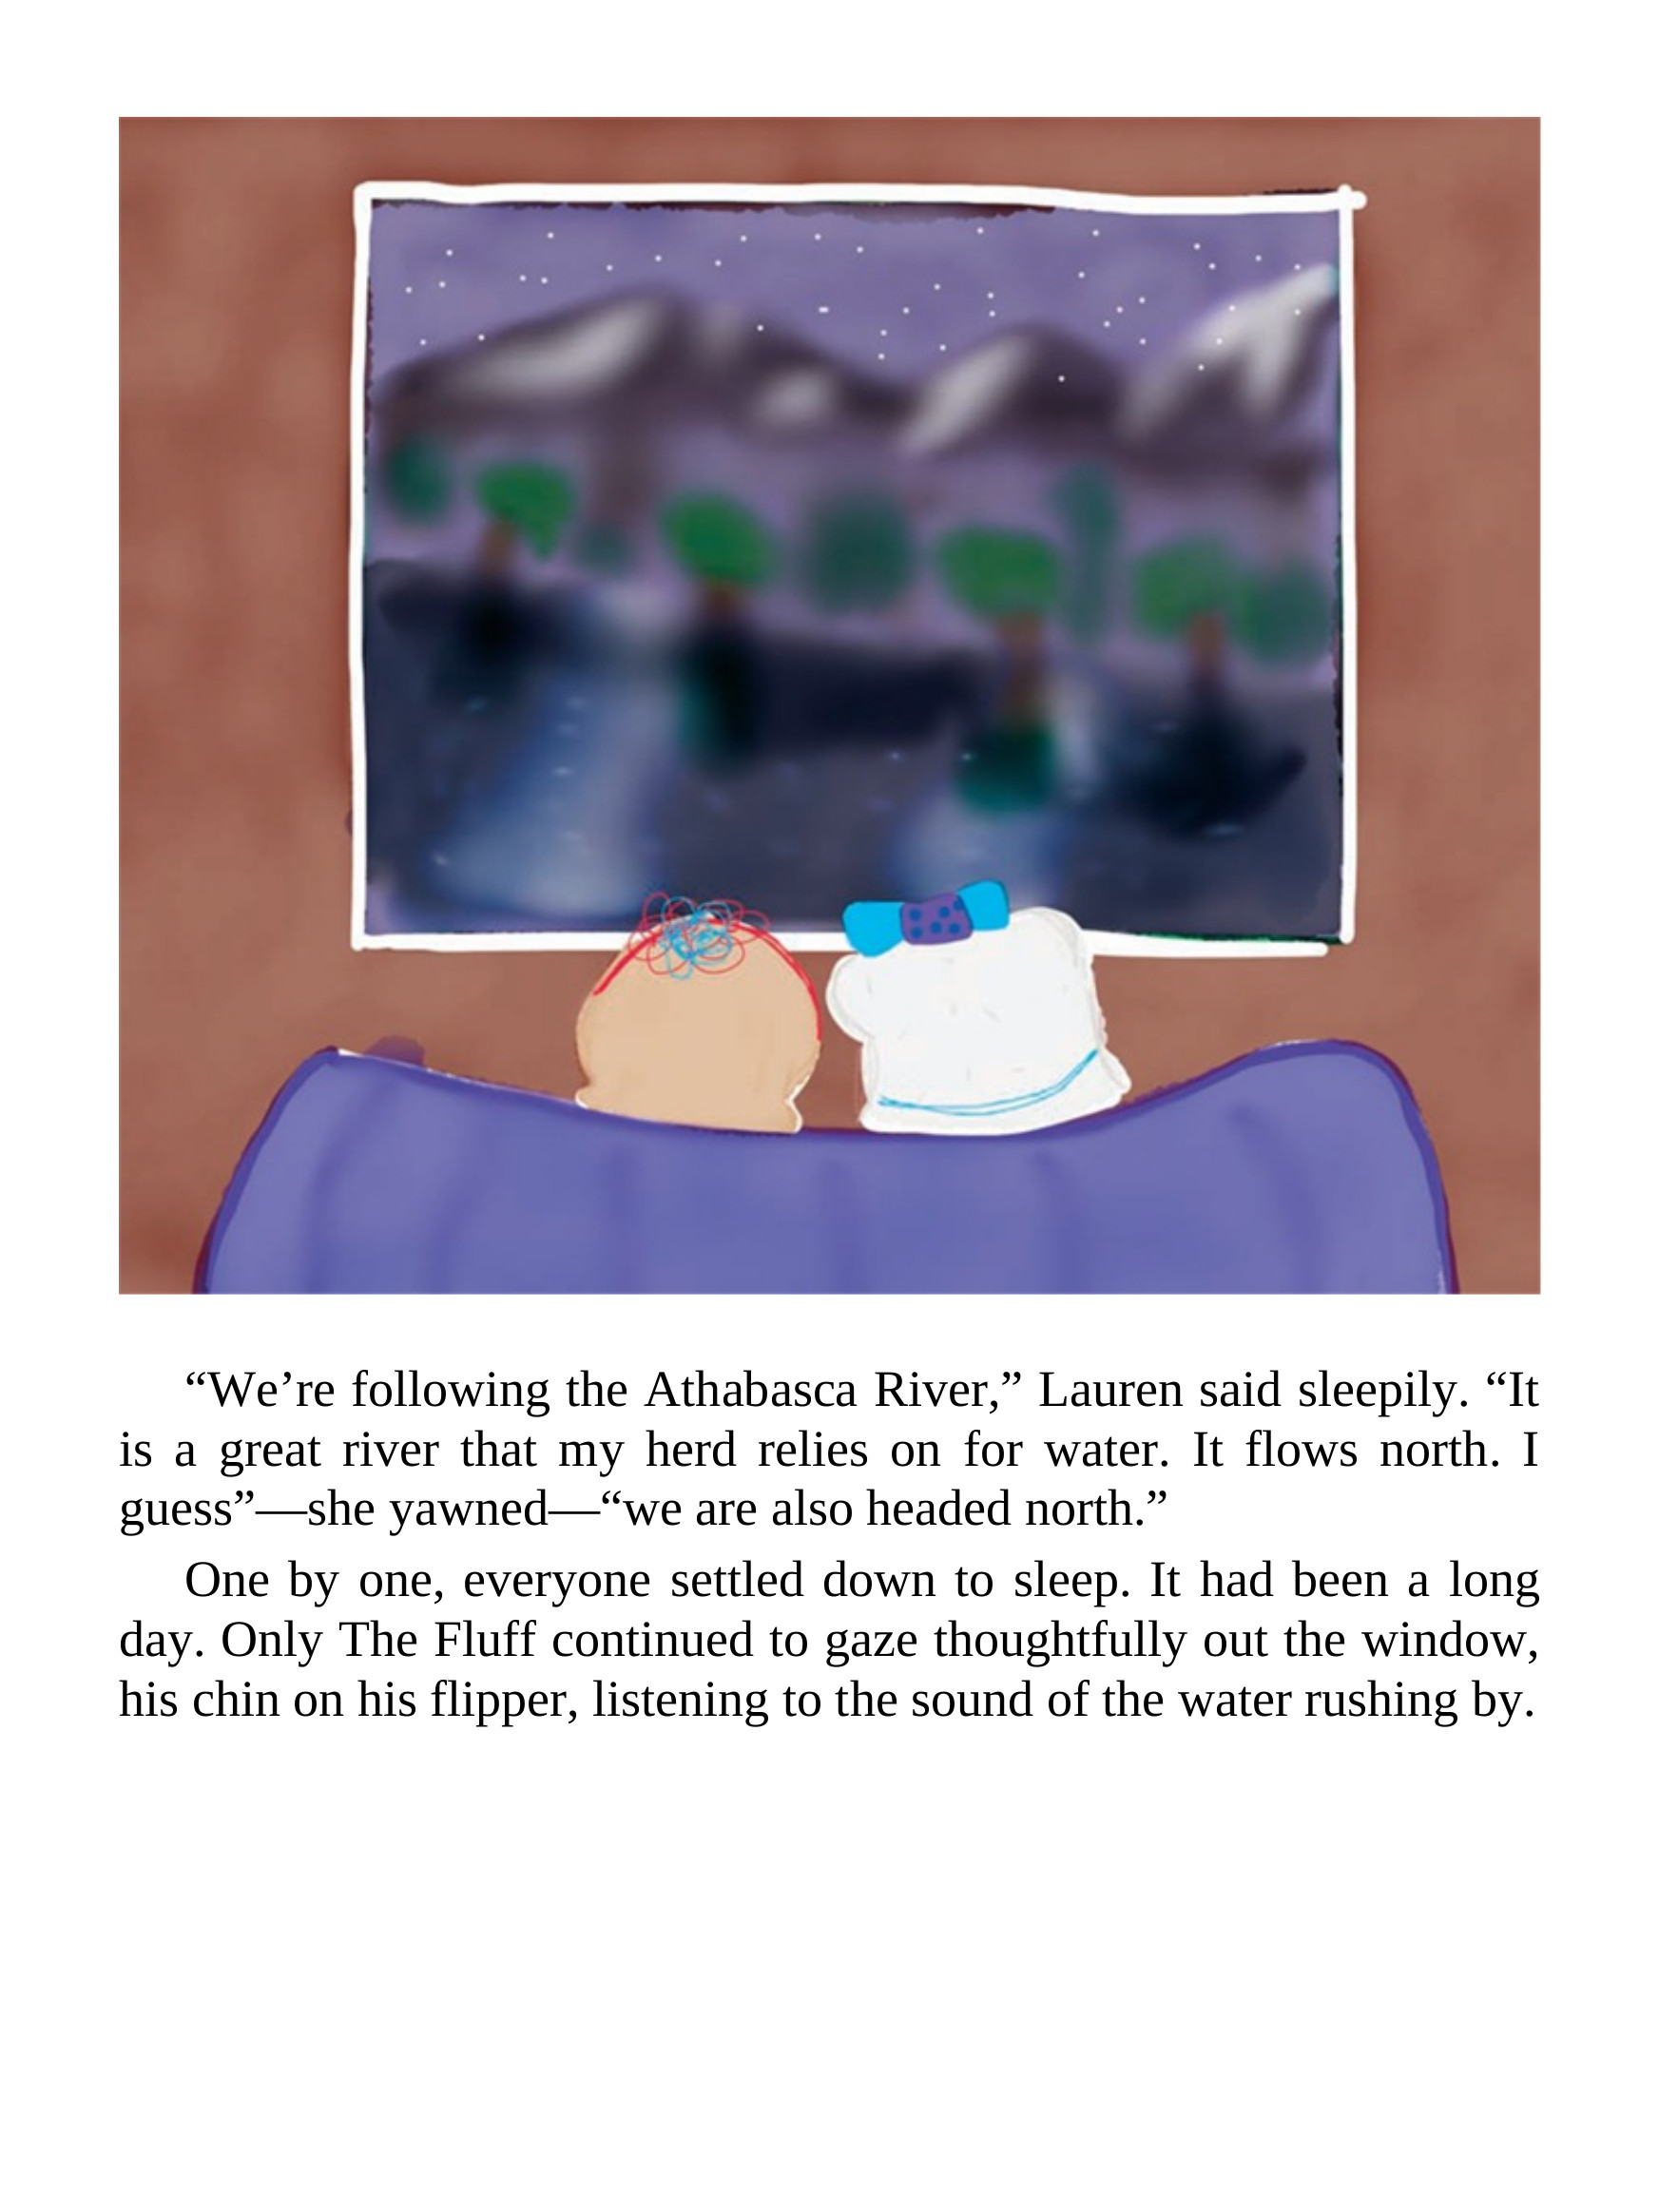 “We’re following the Athabasca River,” Lauren said sleepily. “It
is a great river that my herd relies on for water. It flows north. I
guess”—she yawned—“we are also headed north.”
One by one, everyone settled down to sleep. It had been a long
day. Only The Fluff continued to gaze thoughtfully out the window,
his chin on his flipper, listening to the sound of the water rushing by.